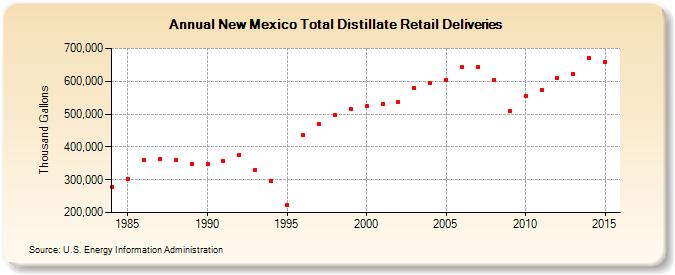 Annual New Mexico Total Distillate Retail Deliveries
Thousand Gallons
700,000
600,000
500,000
400,000
300,000
200,000
1985 1990 1995 2000 2005 2010 2015
Source: U.S. Energy Information Administration